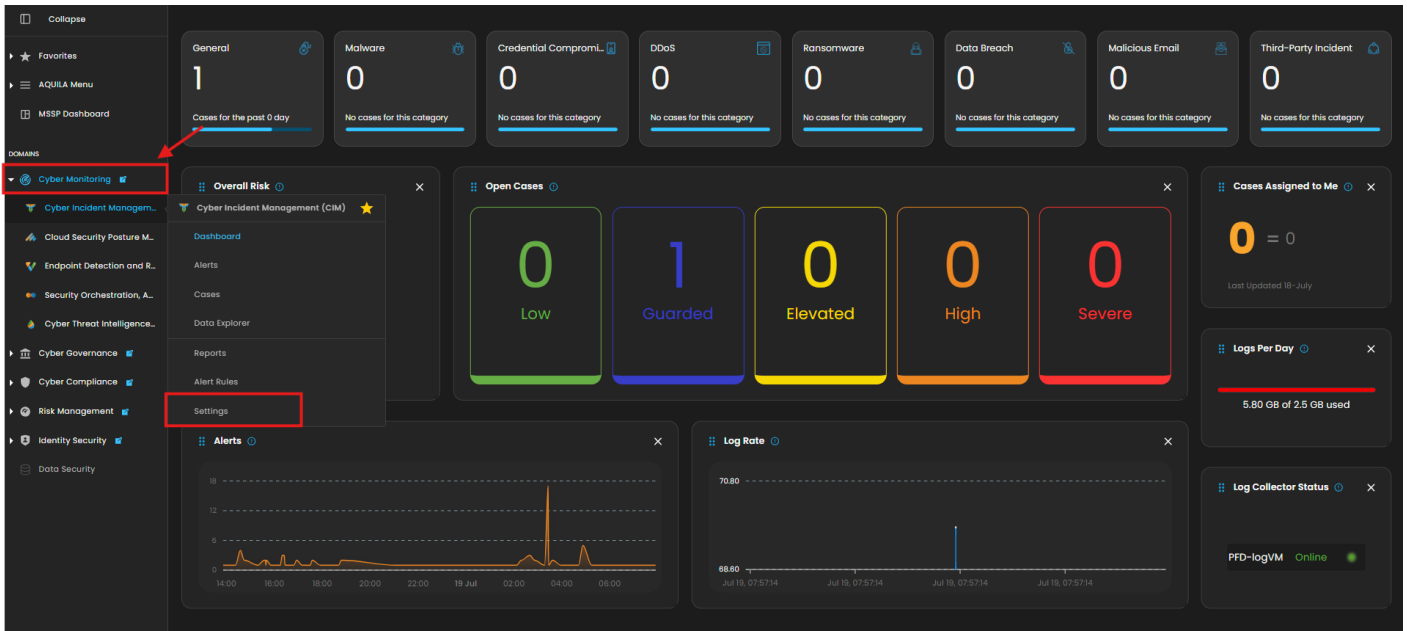 Collapse
Favorites
AQUILA Menu
MSSP Dashboard
DOMAINS
Cyber Monitoring
Cyber Incident Managem...
Cloud Security Posture M...
Endpoint Detection and R...
Security Orchestration, A...
Cyber Threat Intelligence...
Cyber Governance
Cyber Compliance
Risk Management
Identity Security
Data Security
General
1
Cases for the past 0 day
Malware
0
No cases for this category
Credential Compromi...
0
No cases for this category
DDoS
0
No cases for this category
Ransomware
0
No cases for this category
Data Breach
0
No cases for this category
Malicious Email
0
No cases for this category
Third-Party Incident
0
No cases for this category
Overall Risk
Cyber Incident Management (CIM)
Dashboard
Alerts
Cases
Data Explorer
Reports
Alert Rules
Settings
Open Cases
0
Low
1
Guarded
0
Elevated
0
High
0
Severe
Cases Assigned to Me
0 = 0
Last Updated 18-July
Logs Per Day
5.80 GB of 2.5 GB used
Alerts
18
12
6
0
14:00 16:00 18:00 20:00 22:00 19 Jul 02:00 04:00 06:00
Log Rate
70.80
68.60
Jul 19, 07:57:14 Jul 19, 07:57:14 Jul 19, 07:57:14 Jul 19, 07:57:14
Log Collector Status
PFD-logVM Online